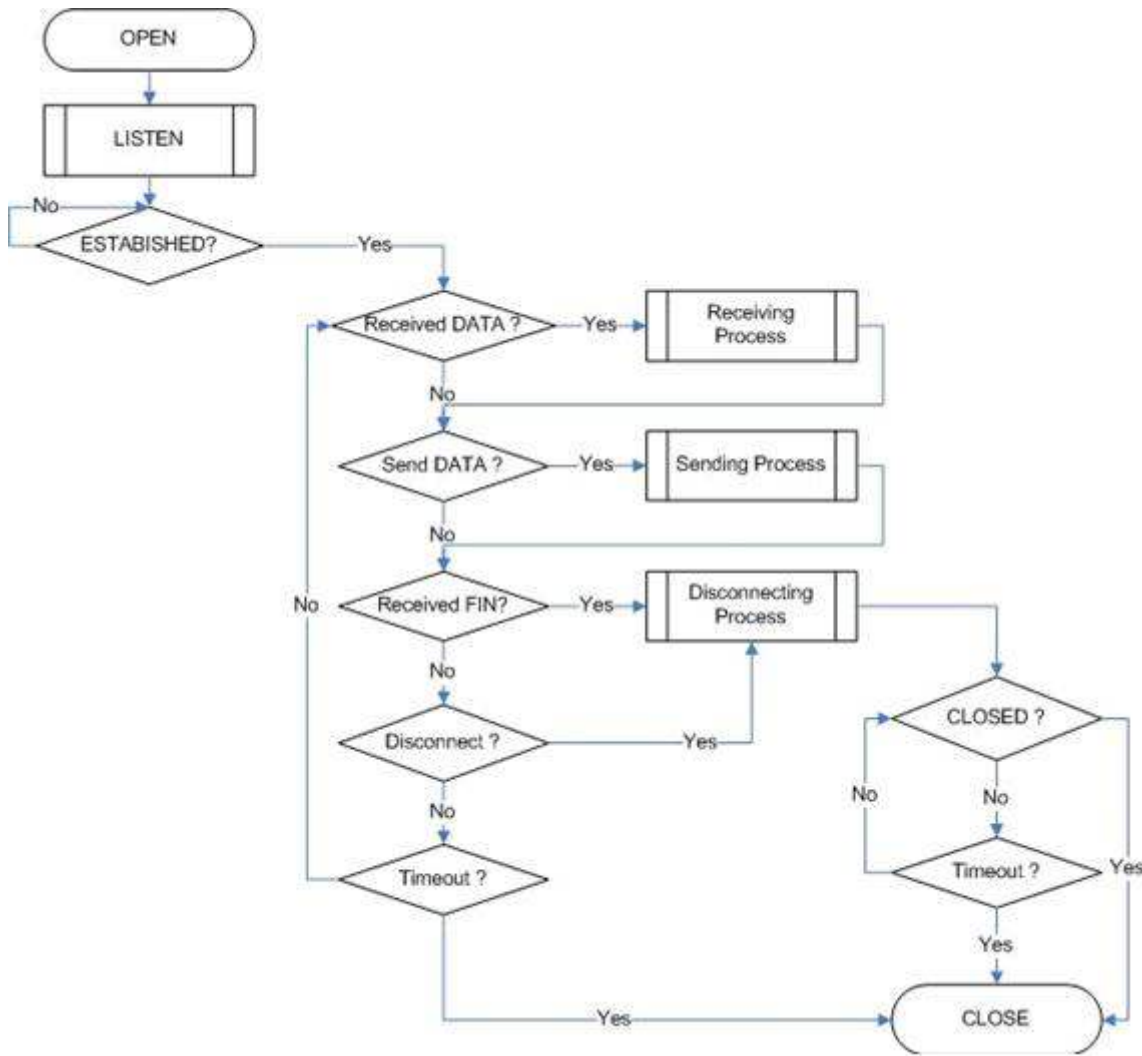 OPEN
LISTEN
No
ESTABISHED?
Yes
Received DATA ?
Yes
Receiving
Process
No
Send DATA ?
Yes
Sending Process
No
Received FIN?
Yes
Disconnecting
Process
No
No
Disconnect ?
Yes
CLOSED ?
No
No
No
Timeout ?
Timeout ?
Yes
Yes
Yes
CLOSE